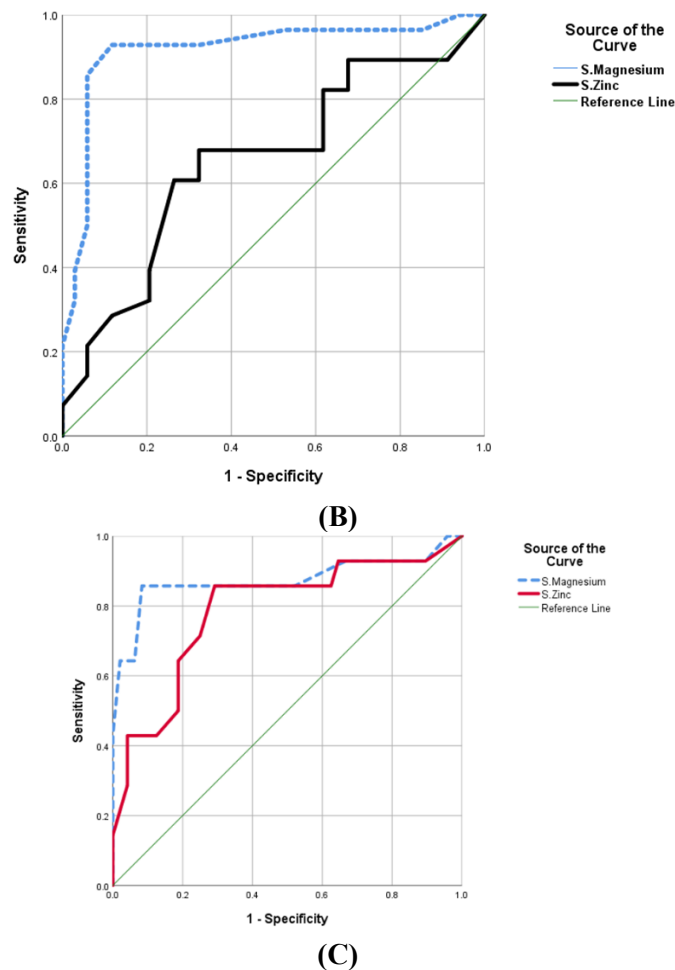 Source of the
Curve
S.Magnesium
S.Zinc
Reference Line
1.0
0.8
0.6
0.4
0.2
0.0
Sensitivity
0.0 0.2 0.4 0.6 0.8 1.0
1 - Specificity
(B)
Source of the
Curve
S.Magnesium
S.Zinc
Reference Line
1.0
0.8
0.6
0.4
0.2
0.0
Sensitivity
0.0 0.2 0.4 0.6 0.8 1.0
1 - Specificity
(C)